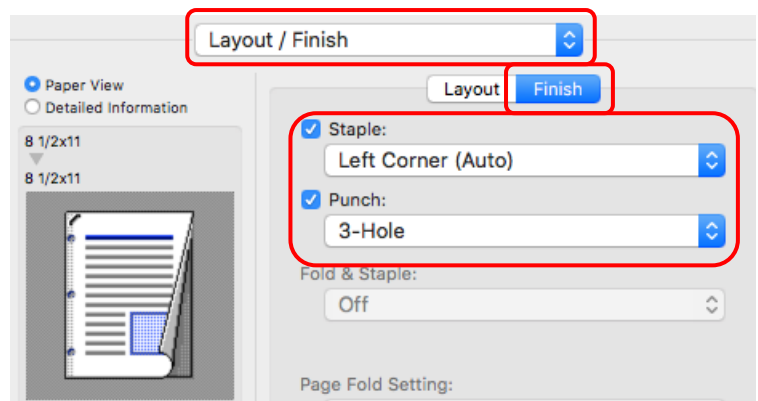 Layout / Finish
Paper View
Detailed Information
8 1/2x11
8 1/2x11
Layout Finish
Staple:
Left Corner (Auto)
Punch:
3-Hole
Fold & Staple:
Off
Page Fold Setting: